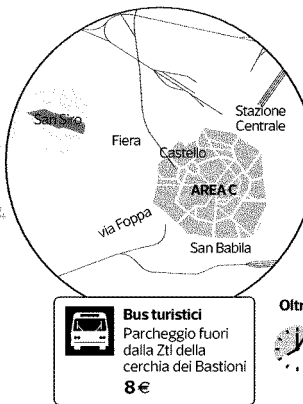 San Siro
Stazione
Centrale
Fiera
Castello
AREA C
via Foppa
San Babila
Bus turistici
Parcheggio fuori
dalla Ztl della
cerchia dei Bastioni
8 €
Olt